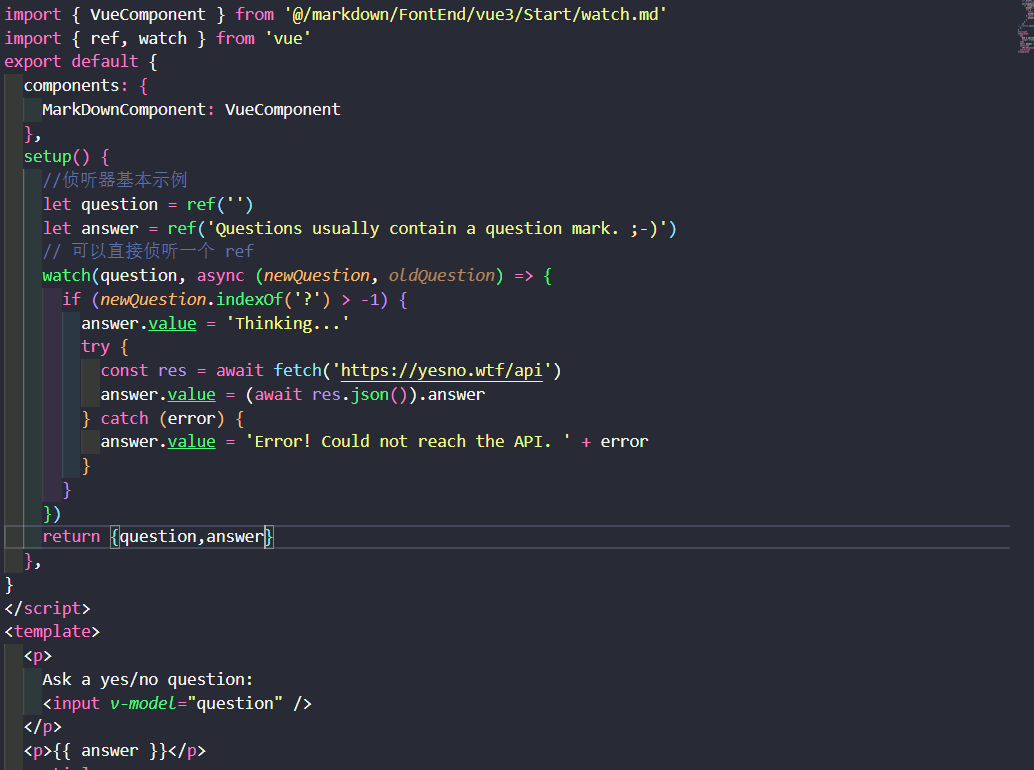 import { VueComponent } from '@/markdown/FontEnd/vue3/Start/watch.md'
import { ref, watch } from 'vue'
export default {
  components: {
    MarkDownComponent: VueComponent
  },
  setup() {
    //侦听器基本示例
    let question = ref('')
    let answer = ref('Questions usually contain a question mark. ;-)')
    // 可以直接侦听一个 ref
    watch(question, async (newQuestion, oldQuestion) => {
      if (newQuestion.indexOf('?') > -1) {
        answer.value = 'Thinking...'
        try {
          const res = await fetch('https://yesno.wtf/api')
          answer.value = (await res.json()).answer
        } catch (error) {
          answer.value = 'Error! Could not reach the API. ' + error
        }
      }
    })
    return {question,answer}
  },
}
</script>
<template>
  <p>
    Ask a yes/no question:
    <input v-model="question" />
  </p>
  <p>{{ answer }}</p>